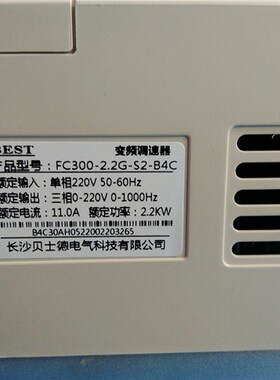 BEST 变频调速器
产品型号：FC300-2.2G-S2-B4C
额定输入：单相220V 50-60Hz
额定输出：三相0-220V 0-1000Hz
额定电流：11.0A 额定功率：2.2KW
B4C30AH0522002203265
长沙贝士德电气科技有限公司